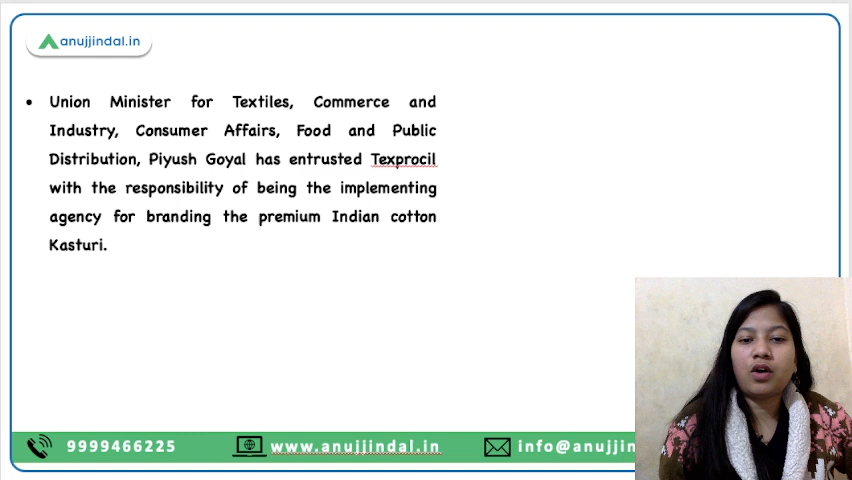 anujjindal.in
• Union Minister for Textiles, Commerce and
Industry, Consumer Affairs, Food and Public
Distribution, Piyush Goyal has entrusted Texprocil
with the responsibility of being the implementing
agency for branding the premium Indian cotton
Kasturi.
9999466225 www.anujjindal.in info@anujjin